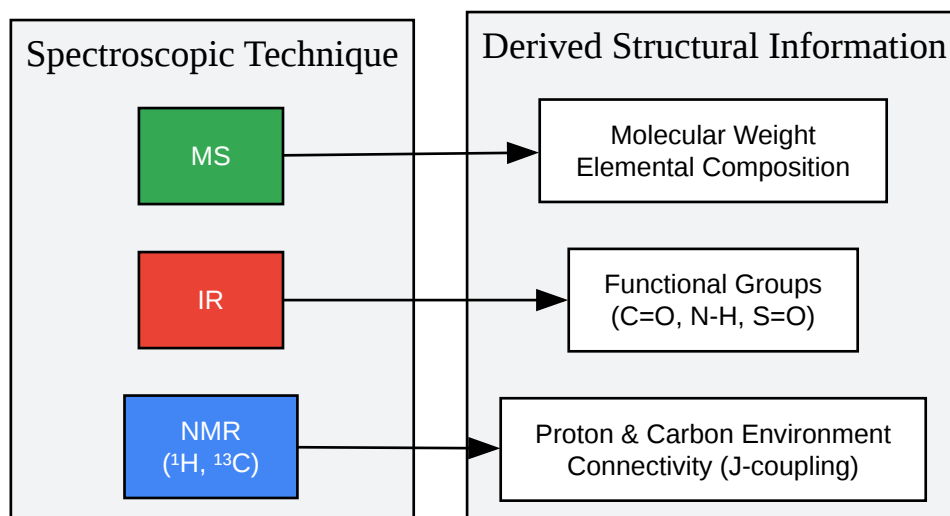 Spectroscopic Technique
MS
IR
NMR
(¹H, ¹³C)
Derived Structural Information
Molecular Weight
Elemental Composition
Functional Groups
(C=O, N-H, S=O)
Proton & Carbon Environment
Connectivity (J-coupling)